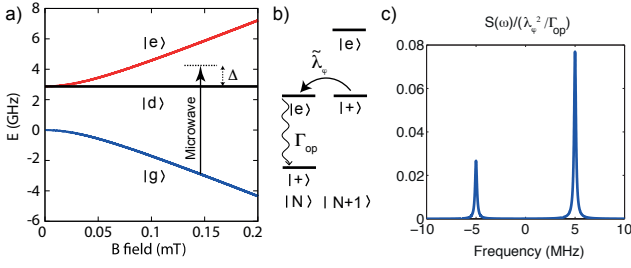 a)
8
6
4
2
0
-2
-4
-6
E (GHz)
0
0.05
0.1
0.15
0.2
B field (mT)
|e⟩
|d⟩
|g⟩
Microwave
Δ
b)
|e⟩
λ̃φ
|e⟩ |+⟩
Γop
|+⟩
|N⟩ |N+1⟩
c)
S(ω)/(λφ²/Γop)
0.08
0.06
0.04
0.02
0
-10 -5 0 5 10
Frequency (MHz)